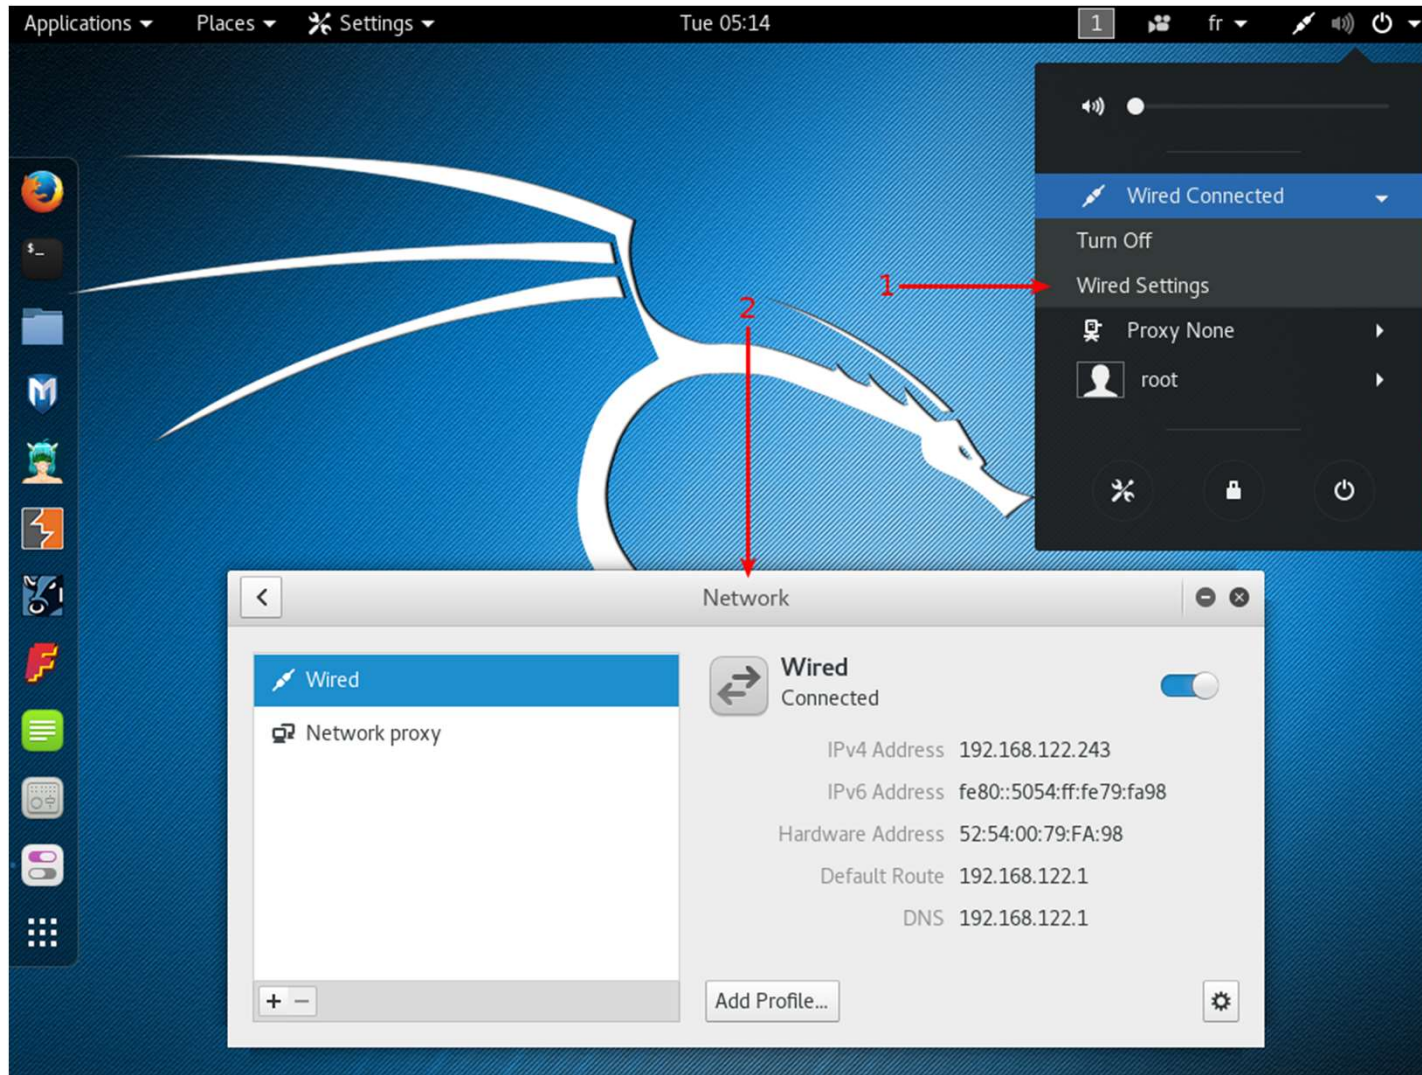 Applications Places Settings Tue 05:14 1 fr
$_
Wired Connected
Turn Off
1 Wired Settings
2
Proxy None
root
Network
Wired
Network proxy
Wired
Connected
IPv4 Address 192.168.122.243
IPv6 Address fe80::5054:ff:fe79:fa98
Hardware Address 52:54:00:79:FA:98
Default Route 192.168.122.1
DNS 192.168.122.1
+ − Add Profile...